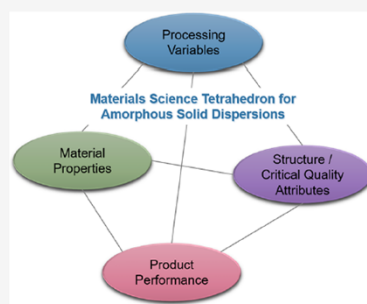 Processing
Variables
Materials Science Tetrahedron for
Amorphous Solid Dispersions
Material
Properties
Structure /
Critical Quality
Attributes
Product
Performance